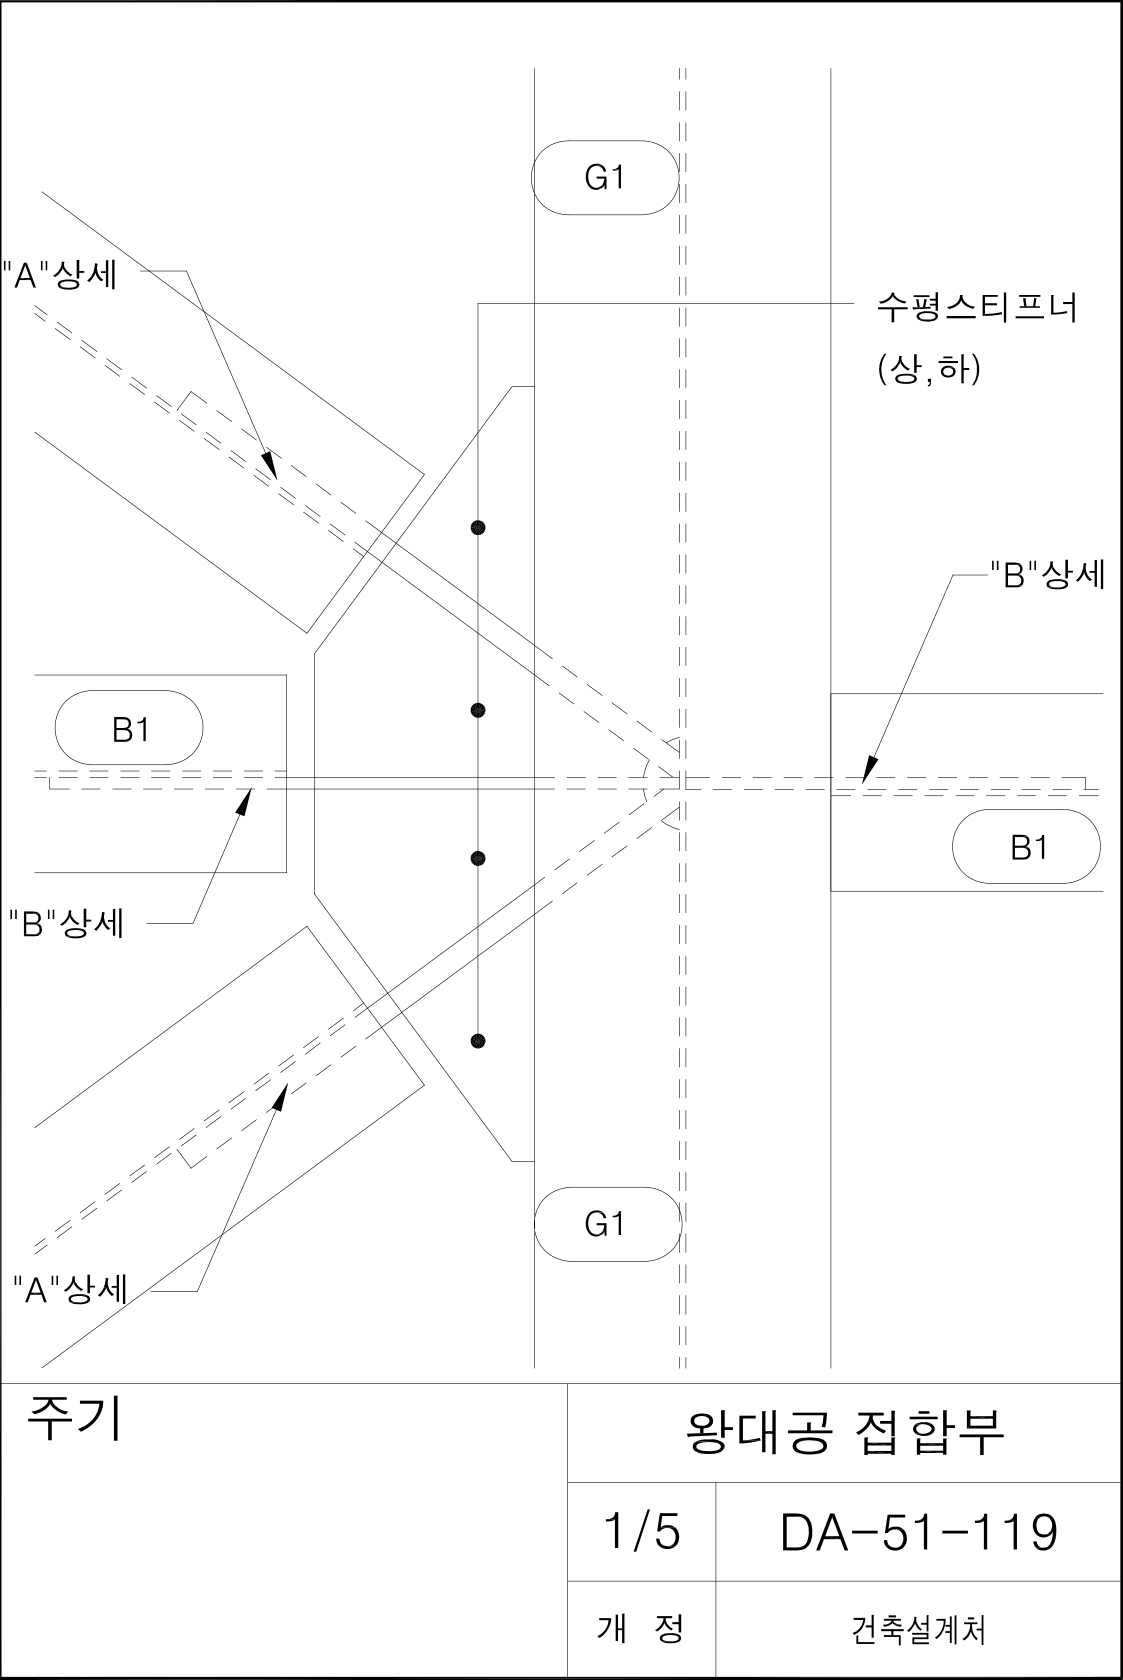 G1
"A"상세
수평스티프너
(상,하)
"B"상세
B1
B1
"B"상세
G1
"A"상세
주기
왕대공 접합부
1/5
DA-51-119
개 정
건축설계처